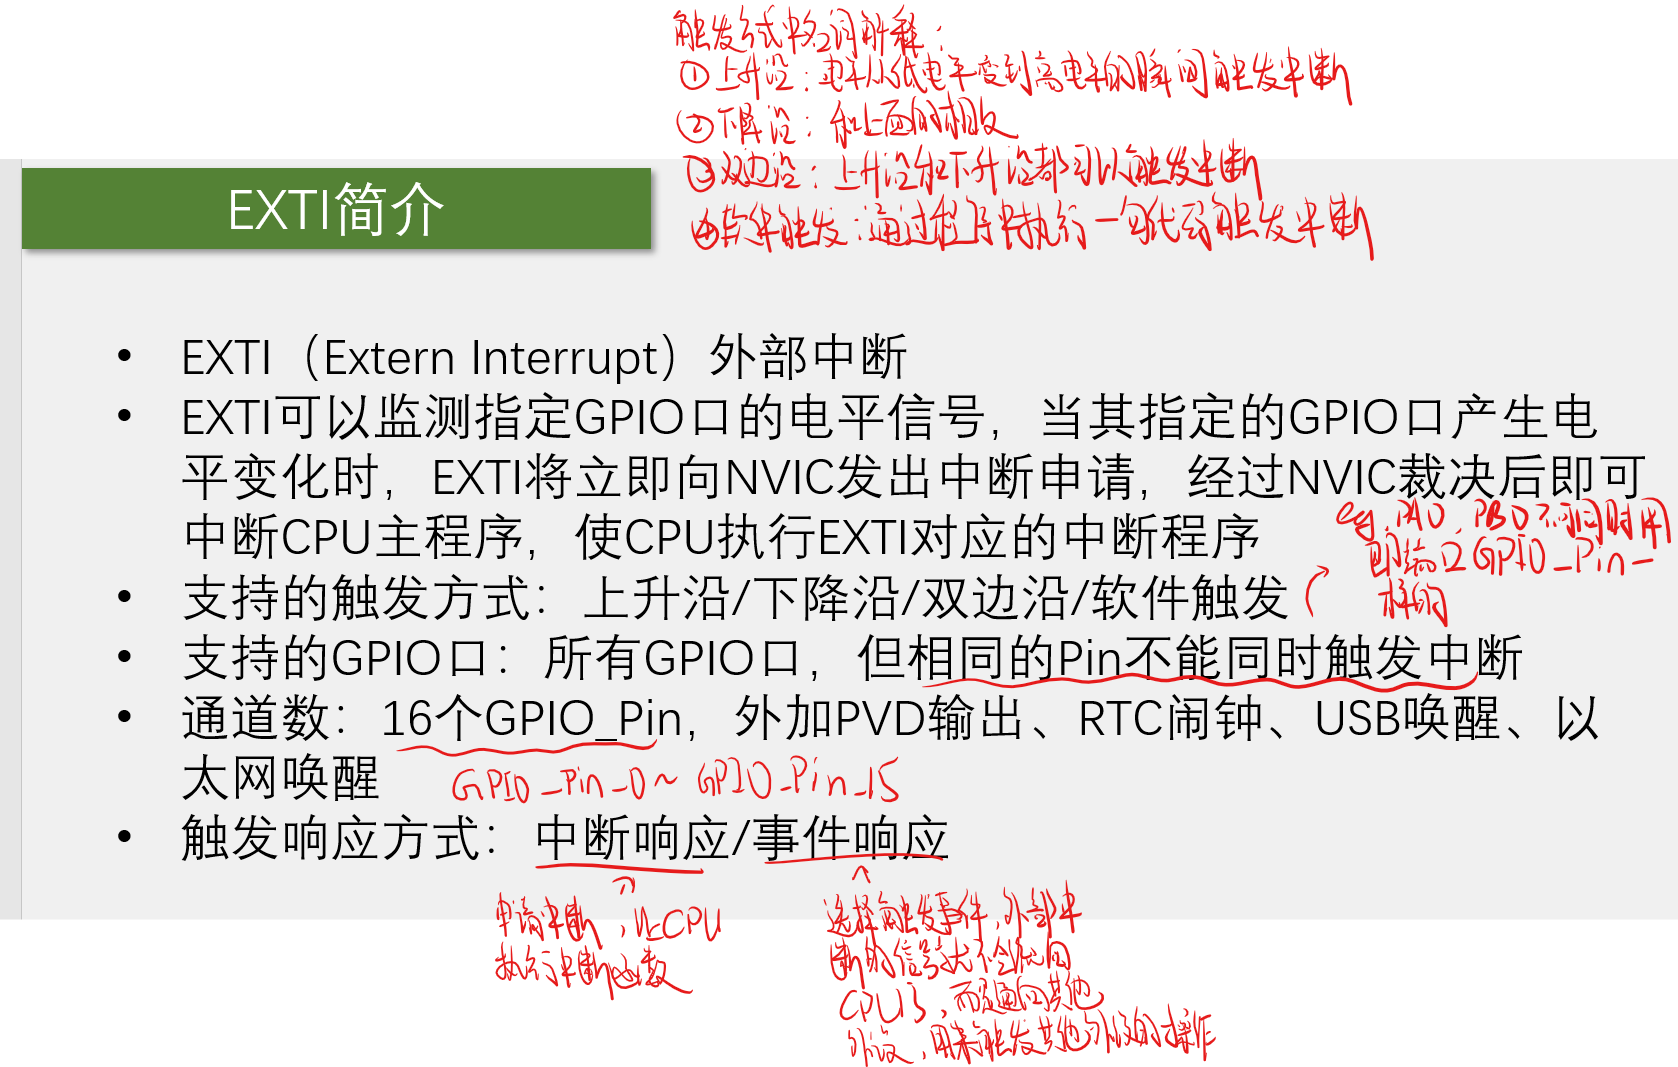 触发方式中各词解释：
①上升沿：电平从低电平变到高电平的瞬间触发中断
②下降沿：和上面的相反
③双边沿：上升沿和下升沿都可以触发中断
④软件触发：通过程序中执行一句代码触发中断
EXTI简介
• EXTI（Extern Interrupt）外部中断
• EXTI可以监测指定GPIO口的电平信号，当其指定的GPIO口产生电
平变化时，EXTI将立即向NVIC发出中断申请，经过NVIC裁决后即可
中断CPU主程序，使CPU执行EXTI对应的中断程序
eg. PA0、PB0不可同时用
即端口GPIO_Pin一
样的
• 支持的触发方式：上升沿/下降沿/双边沿/软件触发
• 支持的GPIO口：所有GPIO口，但相同的Pin不能同时触发中断
• 通道数：16个GPIO_Pin，外加PVD输出、RTC闹钟、USB唤醒、以
太网唤醒
GPIO_Pin_0~GPIO_Pin_15
• 触发响应方式：中断响应/事件响应
申请中断，让CPU
执行中断函数
选择触发事件，外部中
断的信号就不会流向
CPU了，而是通向其他
外设，用来触发其他外设的操作